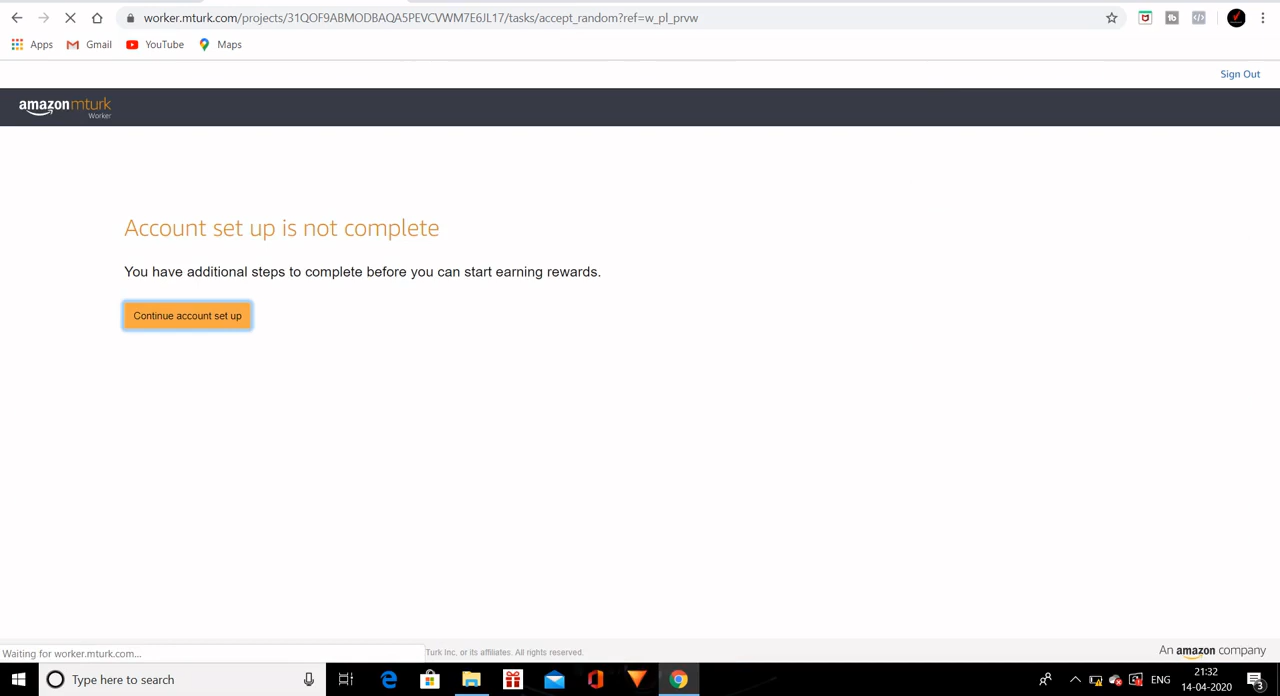 worker.mturk.com/projects/31QOF9ABMODBAQA5PEVCVWM7E6JL17/tasks/accept_random?ref=w_pl_prvw
Apps Gmail YouTube Maps
Sign Out
amazonmturk
Worker
Account set up is not complete
You have additional steps to complete before you can start earning rewards.
Continue account set up
Waiting for worker.mturk.com... Turk Inc, or its affiliates. All rights reserved. An amazon company
Type here to search
ENG
21:32
14-04-2020
3